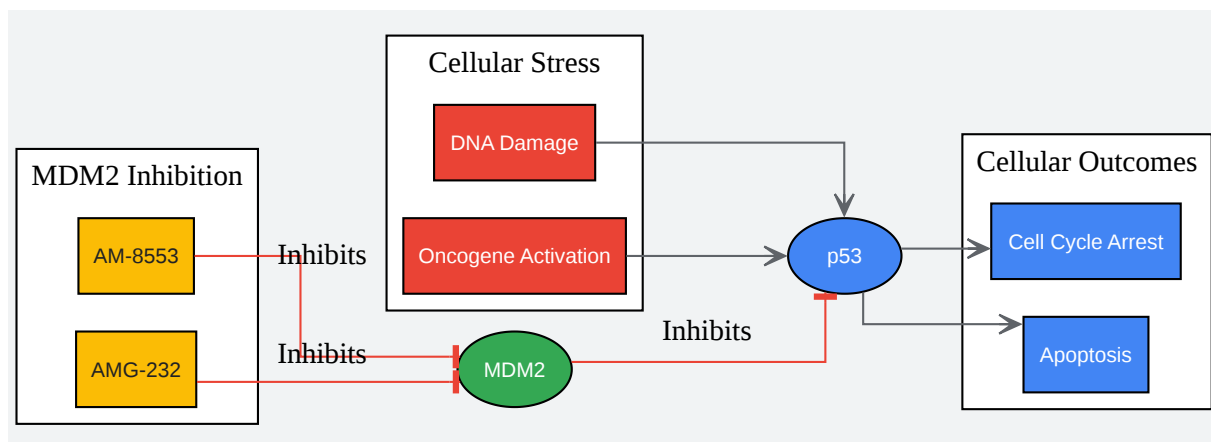 Cellular Stress
DNA Damage
Oncogene Activation
MDM2 Inhibition
AM-8553
AMG-232
Inhibits
Inhibits
MDM2
Inhibits
p53
Cellular Outcomes
Cell Cycle Arrest
Apoptosis